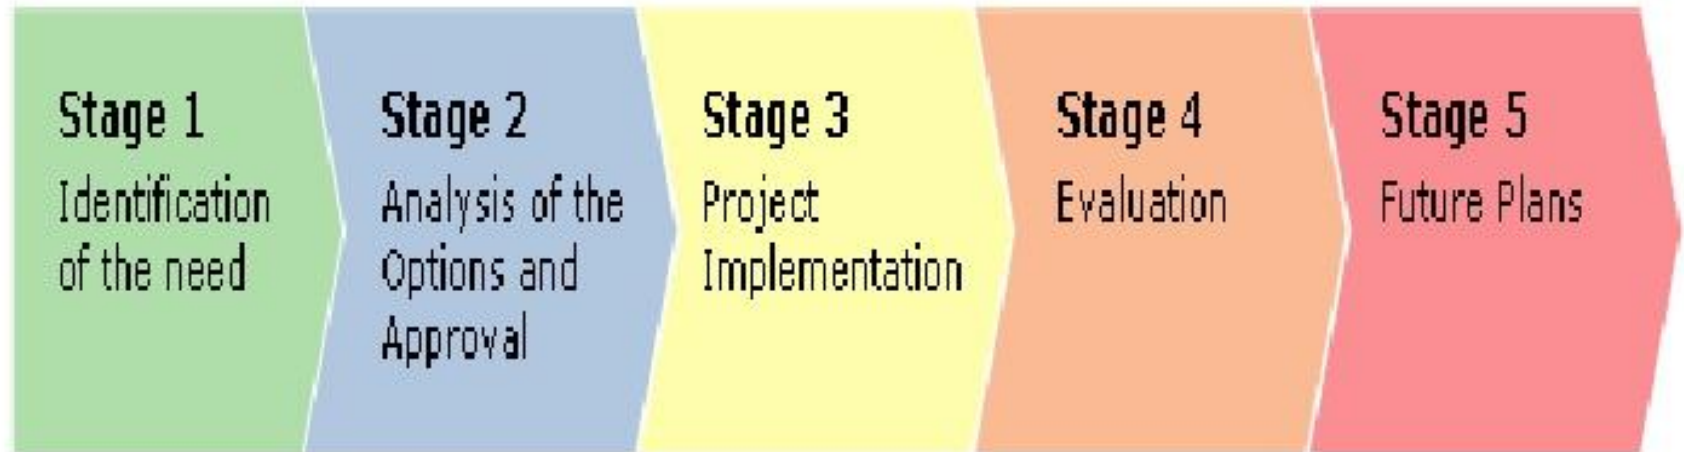 Stage 1
Identification
of the need
Stage 2
Analysis of the
Options and
Approval
Stage 3
Project
Implementation
Stage 4
Evaluation
Stage 5
Future Plans